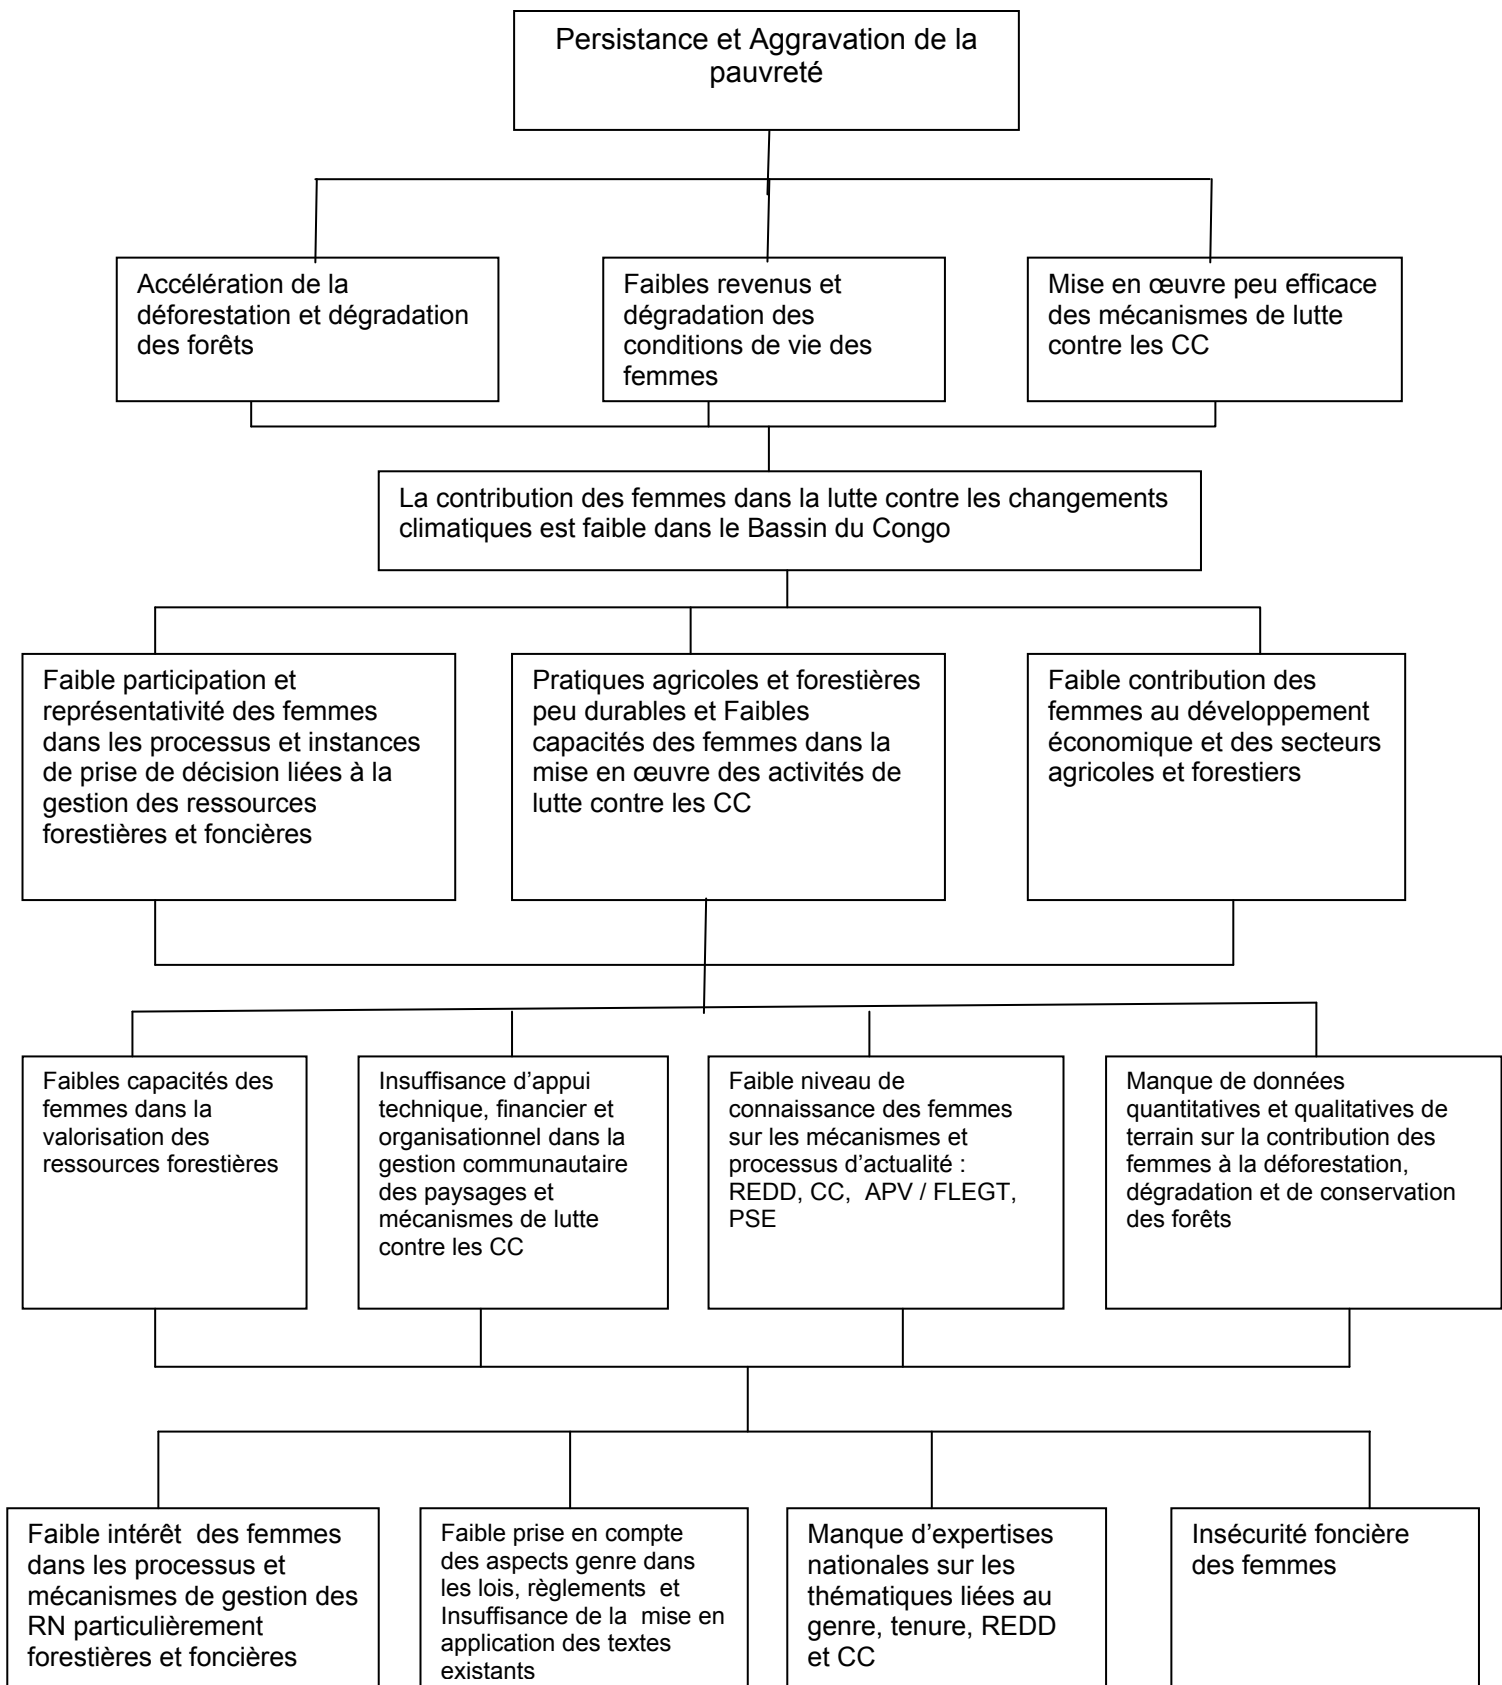 Persistance et Aggravation de la
pauvreté
Accélération de la
déforestation et dégradation
des forêts
Faibles revenus et
dégradation des
conditions de vie des
femmes
Mise en œuvre peu efficace
des mécanismes de lutte
contre les CC
La contribution des femmes dans la lutte contre les changements
climatiques est faible dans le Bassin du Congo
Faible participation et
représentativité des femmes
dans les processus et instances
de prise de décision liées à la
gestion des ressources
forestières et foncières
Pratiques agricoles et forestières
peu durables et Faibles
capacités des femmes dans la
mise en œuvre des activités de
lutte contre les CC
Faible contribution des
femmes au développement
économique et des secteurs
agricoles et forestiers
Faibles capacités des
femmes dans la
valorisation des
ressources forestières
Insuffisance d'appui
technique, financier et
organisationnel dans la
gestion communautaire
des paysages et
mécanismes de lutte
contre les CC
Faible niveau de
connaissance des femmes
sur les mécanismes et
processus d'actualité :
REDD, CC, APV / FLEGT,
PSE
Manque de données
quantitatives et qualitatives de
terrain sur la contribution des
femmes à la déforestation,
dégradation et de conservation
des forêts
Faible intérêt des femmes
dans les processus et
mécanismes de gestion des
RN particulièrement
forestières et foncières
Faible prise en compte
des aspects genre dans
les lois, règlements et
Insuffisance de la mise en
application des textes
existants
Manque d'expertises
nationales sur les
thématiques liées au
genre, tenure, REDD
et CC
Insécurité foncière
des femmes